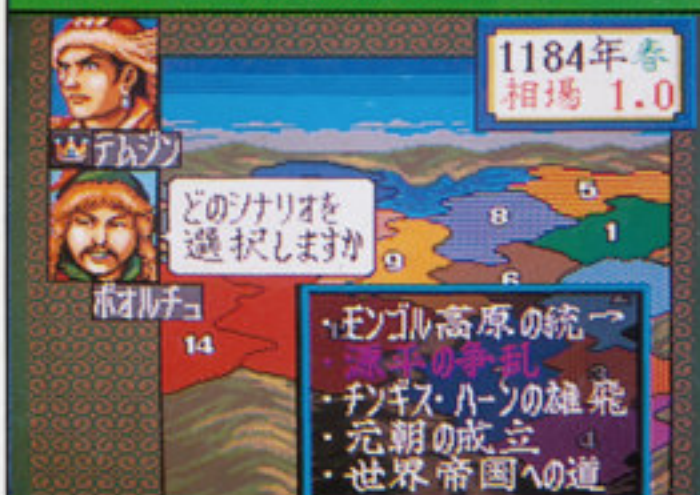 1184年春
相場 1.0
テムジン
どのシナリオを
選択しますか
ボオルチュ
5
8
1
9
6
14
・モンゴル高原の統一
・源平の争乱
3
・チンギス・ハーンの雄飛
・元朝の成立
4
・世界帝国への道